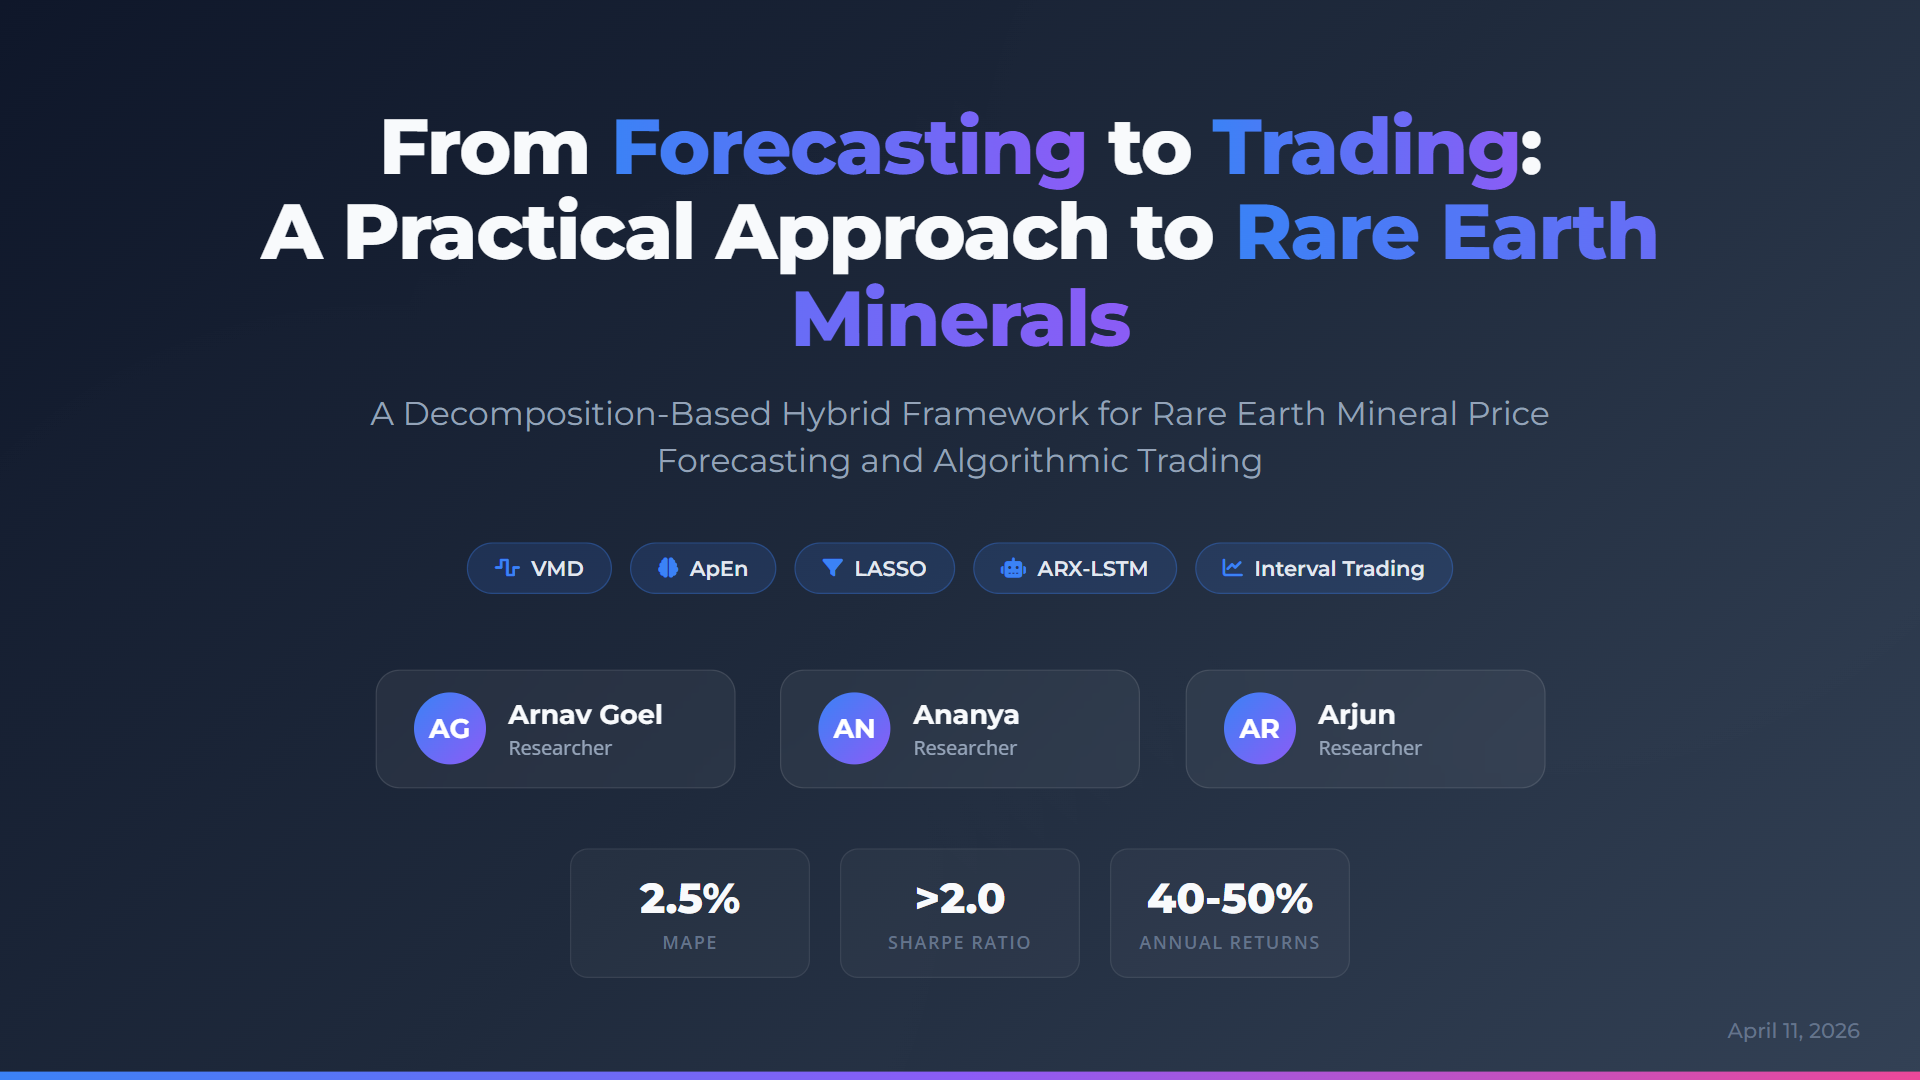 From Forecasting to Trading:
A Practical Approach to Rare Earth
Minerals
A Decomposition-Based Hybrid Framework for Rare Earth Mineral Price
Forecasting and Algorithmic Trading
VMD ApEn LASSO ARX-LSTM Interval Trading
AG Arnav Goel
Researcher
AN Ananya
Researcher
AR Arjun
Researcher
2.5%
MAPE
>2.0
SHARPE RATIO
40-50%
ANNUAL RETURNS
April 11, 2026